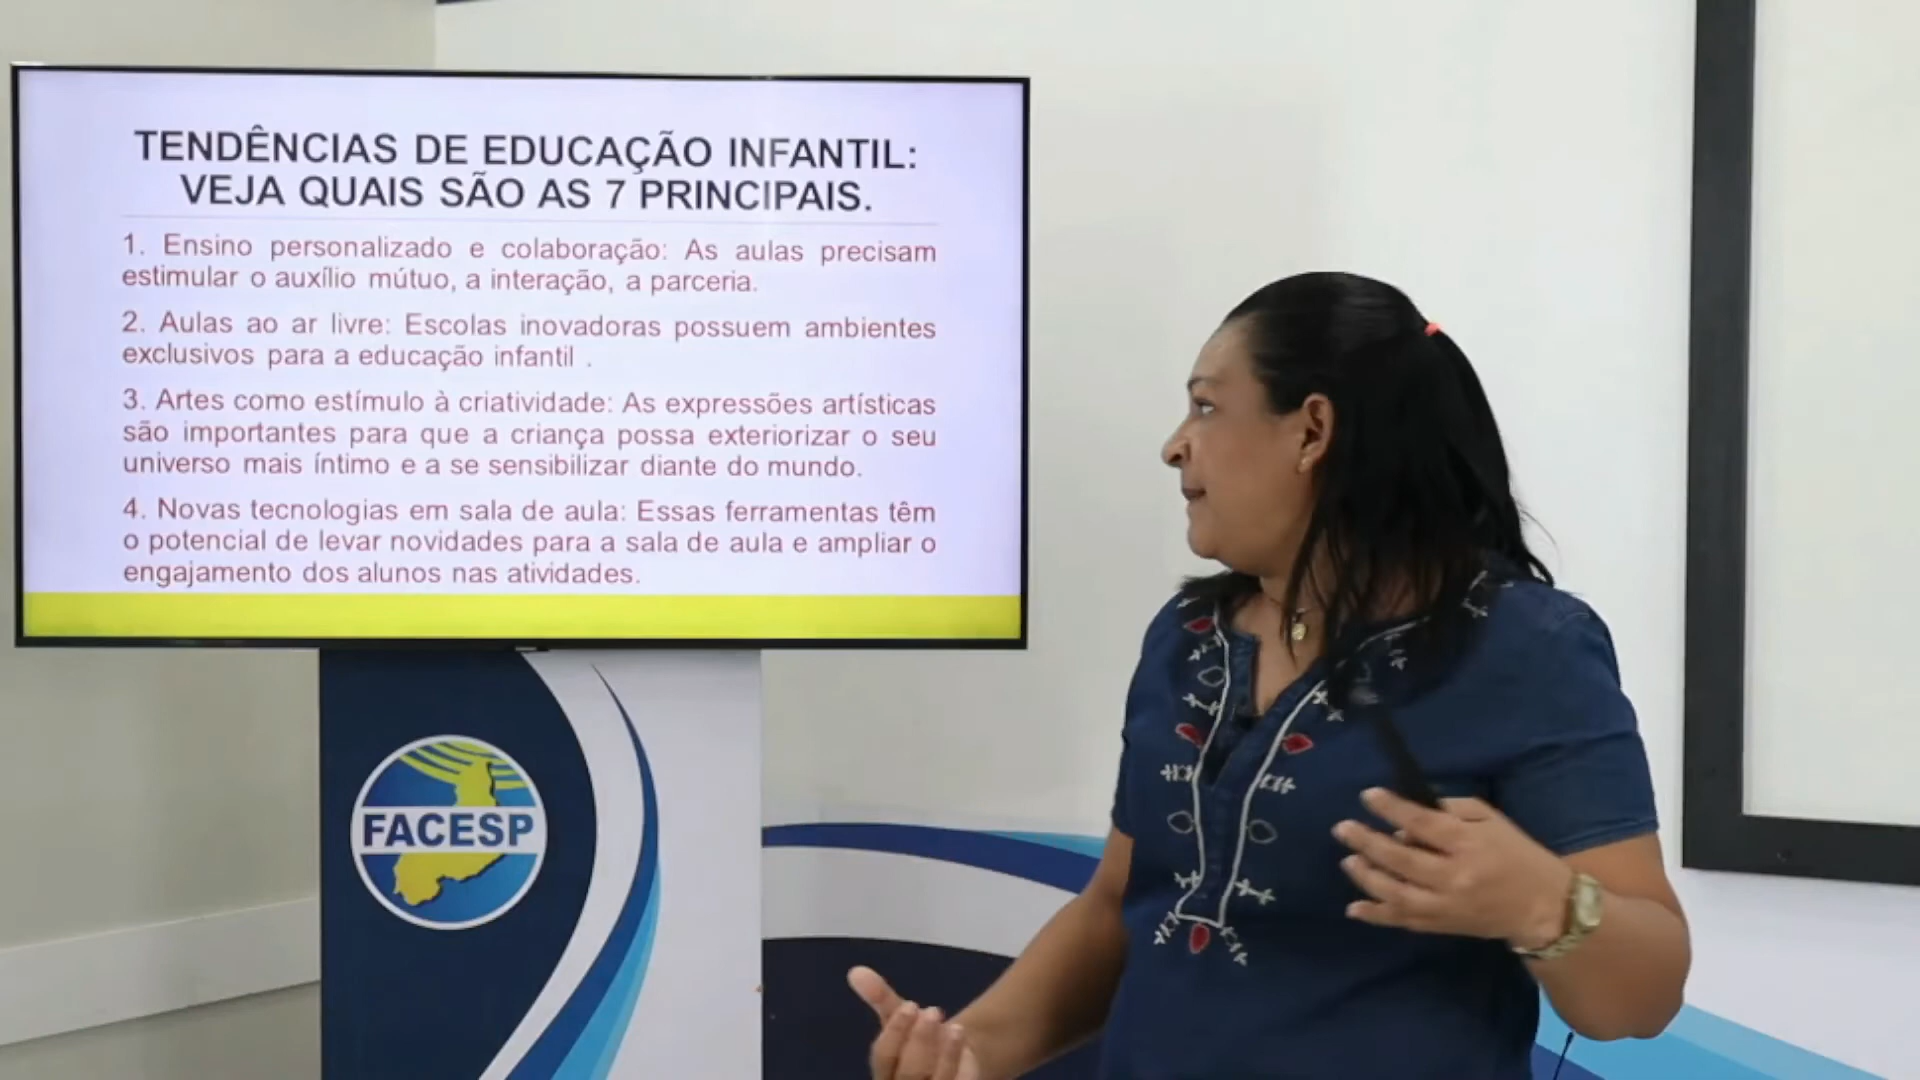 TENDÊNCIAS DE EDUCAÇÃO INFANTIL:
VEJA QUAIS SÃO AS 7 PRINCIPAIS.
1. Ensino personalizado e colaboração: As aulas precisam
estimular o auxílio mútuo, a interação, a parceria.
2. Aulas ao ar livre: Escolas inovadoras possuem ambientes
exclusivos para a educação infantil .
3. Artes como estímulo à criatividade: As expressões artísticas
são importantes para que a criança possa exteriorizar o seu
universo mais íntimo e a se sensibilizar diante do mundo.
4. Novas tecnologias em sala de aula: Essas ferramentas têm
o potencial de levar novidades para a sala de aula e ampliar o
engajamento dos alunos nas atividades.
FACESP